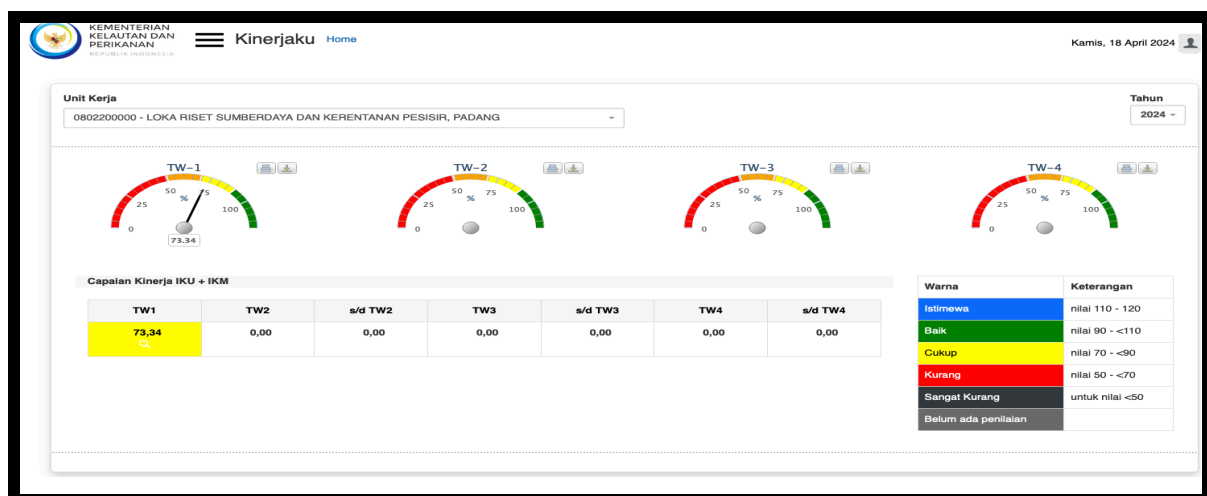 KEMENTERIAN
KELAUTAN DAN
PERIKANAN
REPUBLIK INDONESIA
Kinerjaku Home
Kamis, 18 April 2024
Unit Kerja
Tahun
0802200000 - LOKA RISET SUMBERDAYA DAN KERENTANAN PESISIR, PADANG
2024
TW-1
0 25 50 75 100
%
73.34
TW-2
0 25 50 75 100
%
TW-3
0 25 50 75 100
%
TW-4
0 25 50 75 100
%
Capaian Kinerja IKU + IKM
TW1 TW2 s/d TW2 TW3 s/d TW3 TW4 s/d TW4
73,34 0,00 0,00 0,00 0,00 0,00 0,00
Warna Keterangan
Istimewa nilai 110 - 120
Baik nilai 90 - <110
Cukup nilai 70 - <90
Kurang nilai 50 - <70
Sangat Kurang untuk nilai <50
Belum ada penilaian